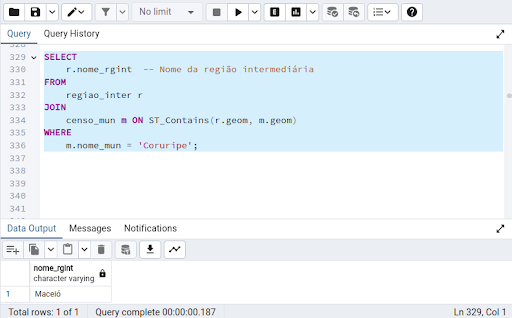 No limit
Query Query History
328
329 SELECT
330 r.nome_rgint -- Nome da região intermediária
331 FROM
332 regiao_inter r
333 JOIN
334 censo_mun m ON ST_Contains(r.geom, m.geom)
335 WHERE
336 m.nome_mun = 'Coruripe';
337
338
339
340
341
Data Output Messages Notifications
nome_rgint
character varying
1 Maceió
Total rows: 1 of 1 Query complete 00:00:00.187 Ln 329, Col 1